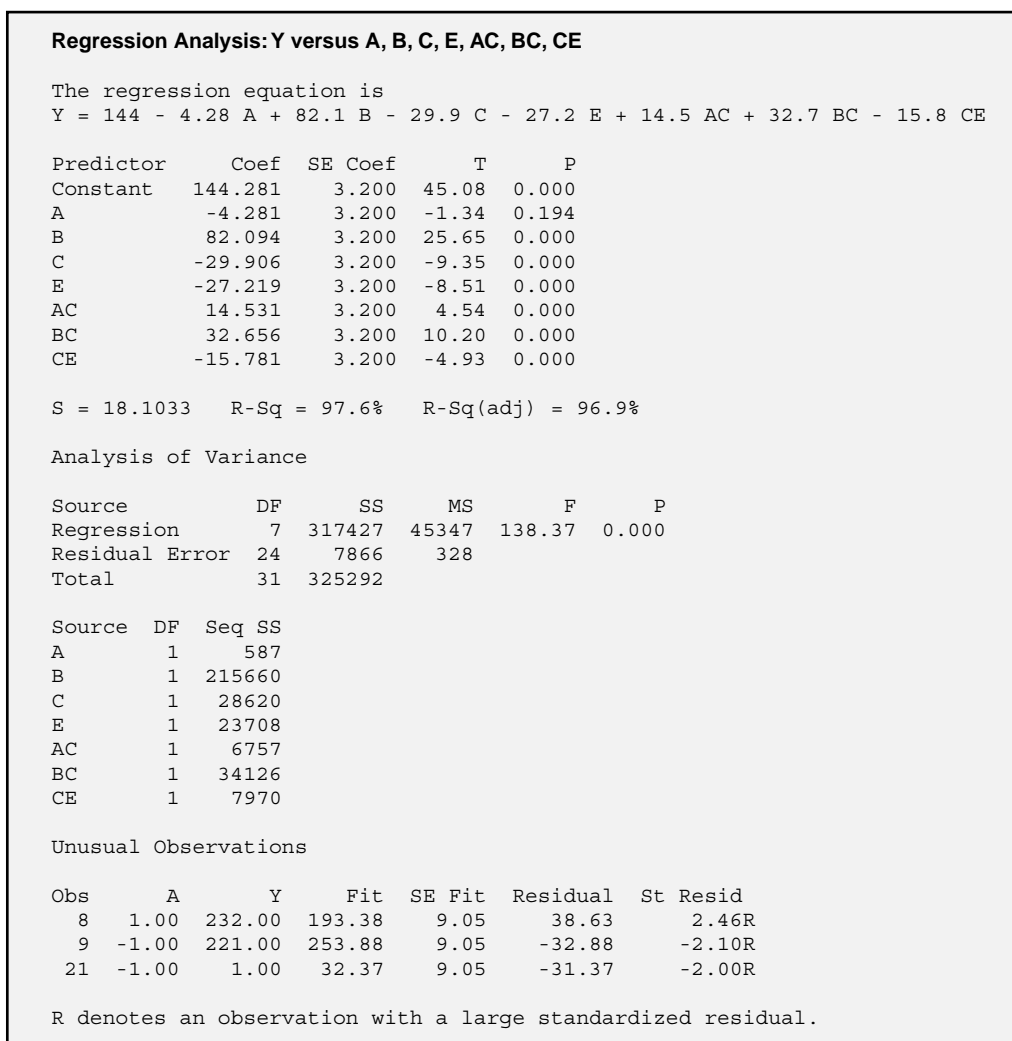 Regression Analysis: Y versus A, B, C, E, AC, BC, CE
The regression equation is
Y = 144 - 4.28 A + 82.1 B - 29.9 C - 27.2 E + 14.5 AC + 32.7 BC - 15.8 CE
Predictor Coef SE Coef T P
Constant 144.281 3.200 45.08 0.000
A -4.281 3.200 -1.34 0.194
B 82.094 3.200 25.65 0.000
C -29.906 3.200 -9.35 0.000
E -27.219 3.200 -8.51 0.000
AC 14.531 3.200 4.54 0.000
BC 32.656 3.200 10.20 0.000
CE -15.781 3.200 -4.93 0.000
S = 18.1033 R-Sq = 97.6% R-Sq(adj) = 96.9%
Analysis of Variance
Source DF SS MS F P
Regression 7 317427 45347 138.37 0.000
Residual Error 24 7866 328
Total 31 325292
Source DF Seq SS
A 1 587
B 1 215660
C 1 28620
E 1 23708
AC 1 6757
BC 1 34126
CE 1 7970
Unusual Observations
Obs A Y Fit SE Fit Residual St Resid
8 1.00 232.00 193.38 9.05 38.63 2.46R
9 -1.00 221.00 253.88 9.05 -32.88 -2.10R
21 -1.00 1.00 32.37 9.05 -31.37 -2.00R
R denotes an observation with a large standardized residual.